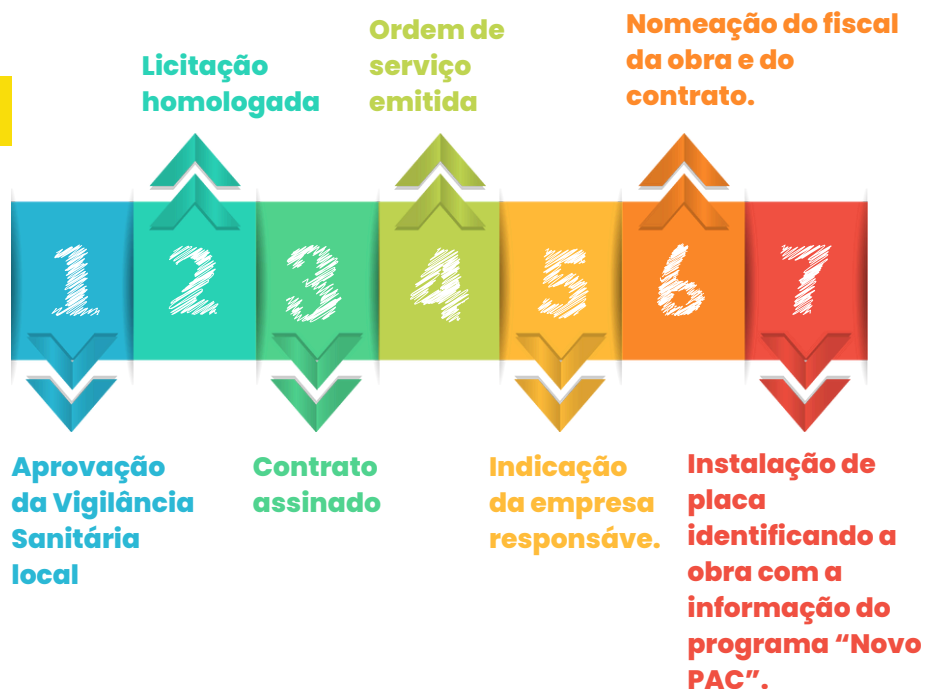 Licitação
homologada
Ordem de
serviço
emitida
Nomeação do fiscal
da obra e do
contrato.
1
2
3
4
5
6
7
Aprovação
da Vigilância
Sanitária
local
Contrato
assinado
Indicação
da empresa
responsáve.
Instalação de
placa
identificando a
obra com a
informação do
programa “Novo
PAC”.